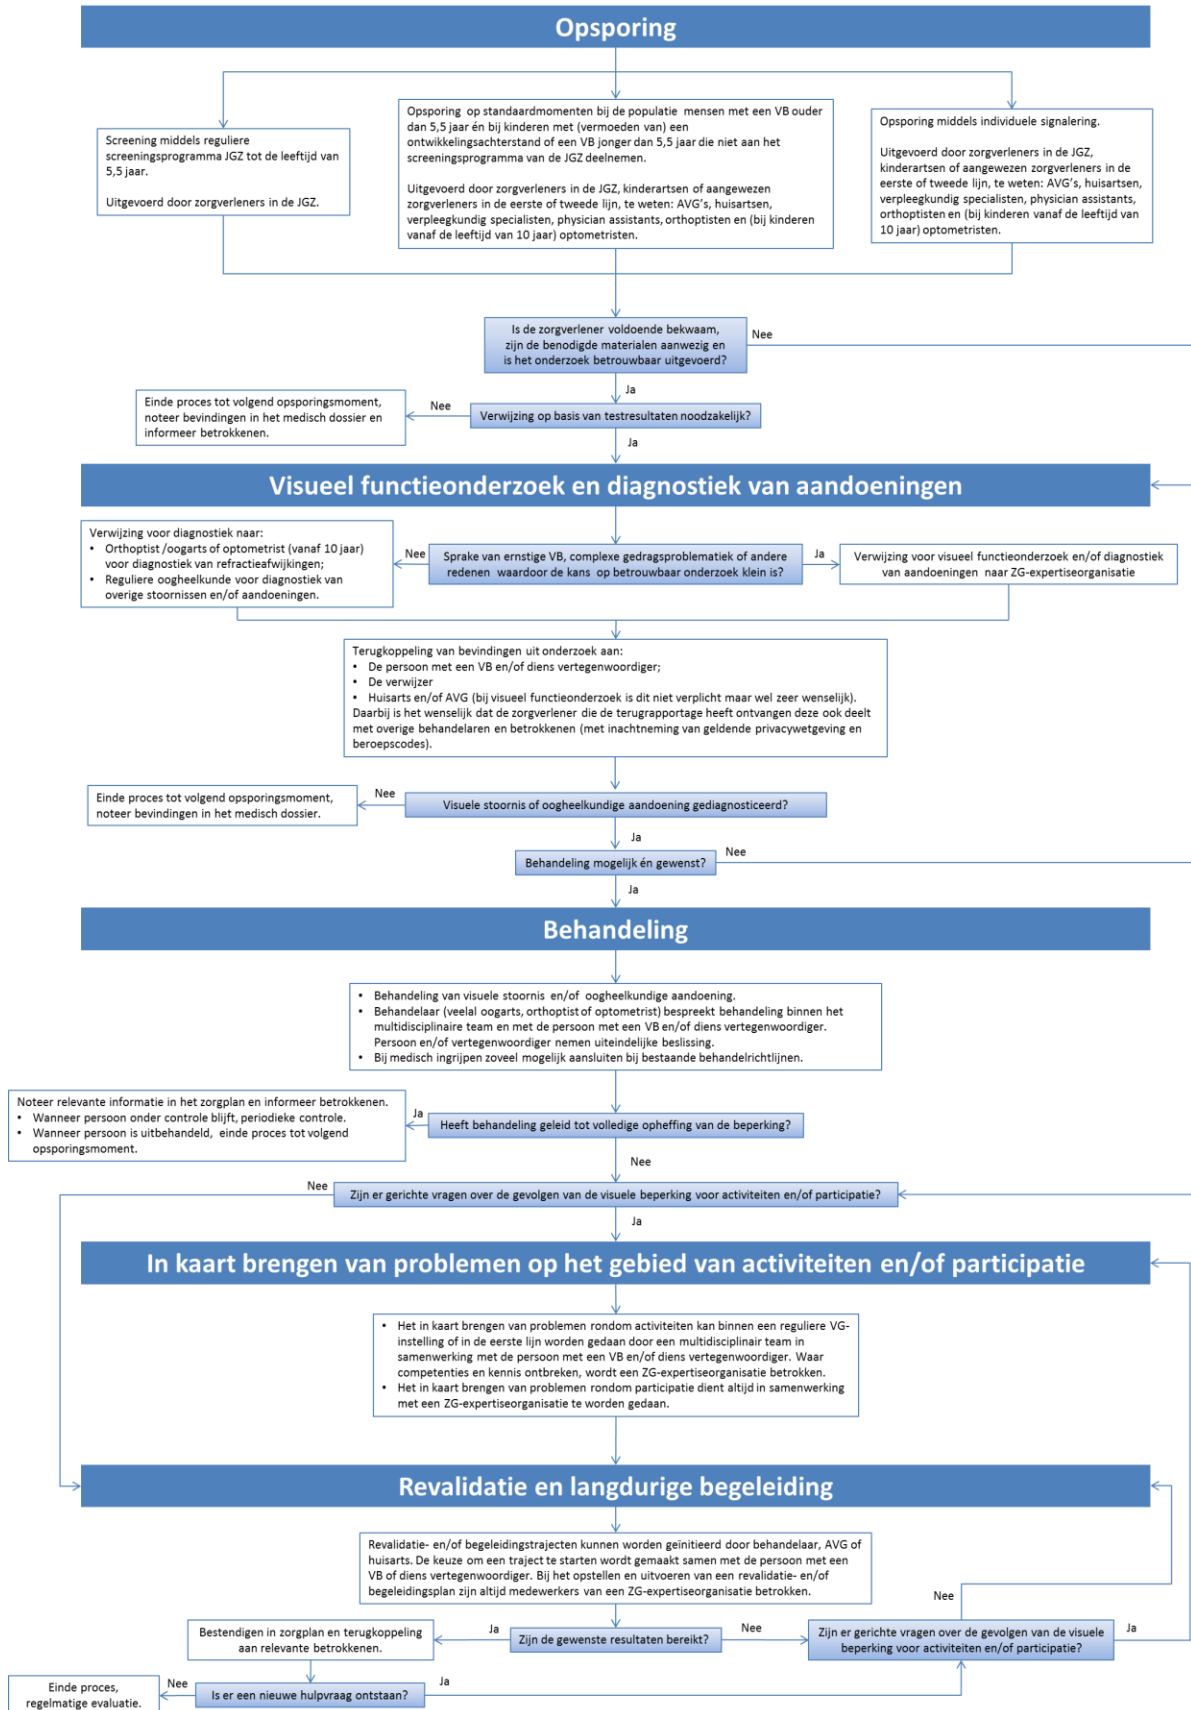 Opsporing
Screening middels reguliere
screeningsprogramma JGZ tot de leeftijd van
5,5 jaar.
Uitgevoerd door zorgverleners in de JGZ.
Opsporing op standaardmomenten bij de populatie mensen met een VB ouder
dan 5,5 jaar én bij kinderen met (vermoeden van) een
ontwikkelingsachterstand of een VB jonger dan 5,5 jaar die niet aan het
screeningsprogramma van de JGZ deelnemen.
Uitgevoerd door zorgverleners in de JGZ, kinderartsen of aangewezen
zorgverleners in de eerste of tweede lijn, te weten: AVG's, huisartsen,
verpleegkundig specialisten, physician assistants, orthoptisten en (bij kinderen
vanaf de leeftijd van 10 jaar) optometristen.
Opsporing middels individuele signalering.
Uitgevoerd door zorgverleners in de JGZ,
kinderartsen of aangewezen zorgverleners in de
eerste of tweede lijn, te weten: AVG's, huisartsen,
verpleegkundig specialisten, physician assistants,
orthoptisten en (bij kinderen vanaf de leeftijd van
10 jaar) optometristen.
Is de zorgverlener voldoende bekwaam,
zijn de benodigde materialen aanwezig en
is het onderzoek betrouwbaar uitgevoerd?
Nee
Ja
Einde proces tot volgend opsporingsmoment,
noteer bevindingen in het medisch dossier en
informeer betrokkenen.
Nee
Verwijzing op basis van testresultaten noodzakelijk?
Ja
Visueel functieonderzoek en diagnostiek van aandoeningen
Verwijzing voor diagnostiek naar:
• Orthoptist /oogarts of optometrist (vanaf 10 jaar)
voor diagnostiek van refractieafwijkingen;
• Reguliere oogheelkunde voor diagnostiek van
overige stoornissen en/of aandoeningen.
Nee
Sprake van ernstige VB, complexe gedragsproblematiek of andere
redenen waardoor de kans op betrouwbaar onderzoek klein is?
Ja
Verwijzing voor visueel functieonderzoek en/of diagnostiek
van aandoeningen naar ZG-expertiseorganisatie
Terugkoppeling van bevindingen uit onderzoek aan:
• De persoon met een VB en/of diens vertegenwoordiger;
• De verwijzer
• Huisarts en/of AVG (bij visueel functieonderzoek is dit niet verplicht maar wel zeer wenselijk).
Daarbij is het wenselijk dat de zorgverlener die de terugrapportage heeft ontvangen deze ook deelt
met overige behandelaren en betrokkenen (met inachtneming van geldende privacywetgeving en
beroepscodes).
Einde proces tot volgend opsporingsmoment,
noteer bevindingen in het medisch dossier.
Nee
Visuele stoornis of oogheelkundige aandoening gediagnosticeerd?
Ja
Behandeling mogelijk én gewenst?
Nee
Ja
Behandeling
• Behandeling van visuele stoornis en/of oogheelkundige aandoening.
• Behandelaar (veelal oogarts, orthoptist of optometrist) bespreekt behandeling binnen het
multidisciplinaire team en met de persoon met een VB en/of diens vertegenwoordiger.
Persoon en/of vertegenwoordiger nemen uiteindelijke beslissing.
• Bij medisch ingrijpen zoveel mogelijk aansluiten bij bestaande behandelrichtlijnen.
Noteer relevante informatie in het zorgplan en informeer betrokkenen.
• Wanneer persoon onder controle blijft, periodieke controle.
• Wanneer persoon is uitbehandeld, einde proces tot volgend
opsporingsmoment.
Ja
Heeft behandeling geleid tot volledige opheffing van de beperking?
Nee
Nee
Zijn er gerichte vragen over de gevolgen van de visuele beperking voor activiteiten en/of participatie?
Ja
In kaart brengen van problemen op het gebied van activiteiten en/of participatie
• Het in kaart brengen van problemen rondom activiteiten kan binnen een reguliere VG-
instelling of in de eerste lijn worden gedaan door een multidisciplinair team in
samenwerking met de persoon met een VB en/of diens vertegenwoordiger. Waar
competenties en kennis ontbreken, wordt een ZG-expertiseorganisatie betrokken.
• Het in kaart brengen van problemen rondom participatie dient altijd in samenwerking
met een ZG-expertiseorganisatie te worden gedaan.
Revalidatie en langdurige begeleiding
Revalidatie- en/of begeleidingstrajecten kunnen worden geïnitieerd door behandelaar, AVG of
huisarts. De keuze om een traject te starten wordt gemaakt samen met de persoon met een
VB of diens vertegenwoordiger. Bij het opstellen en uitvoeren van een revalidatie- en/of
begeleidingsplan zijn altijd medewerkers van een ZG-expertiseorganisatie betrokken.
Nee
Bestendigen in zorgplan en terugkoppeling
aan relevante betrokkenen.
Ja
Zijn de gewenste resultaten bereikt?
Nee
Zijn er gerichte vragen over de gevolgen van de visuele
beperking voor activiteiten en/of participatie?
Ja
Einde proces,
regelmatige evaluatie.
Nee
Is er een nieuwe hulpvraag ontstaan?
Ja